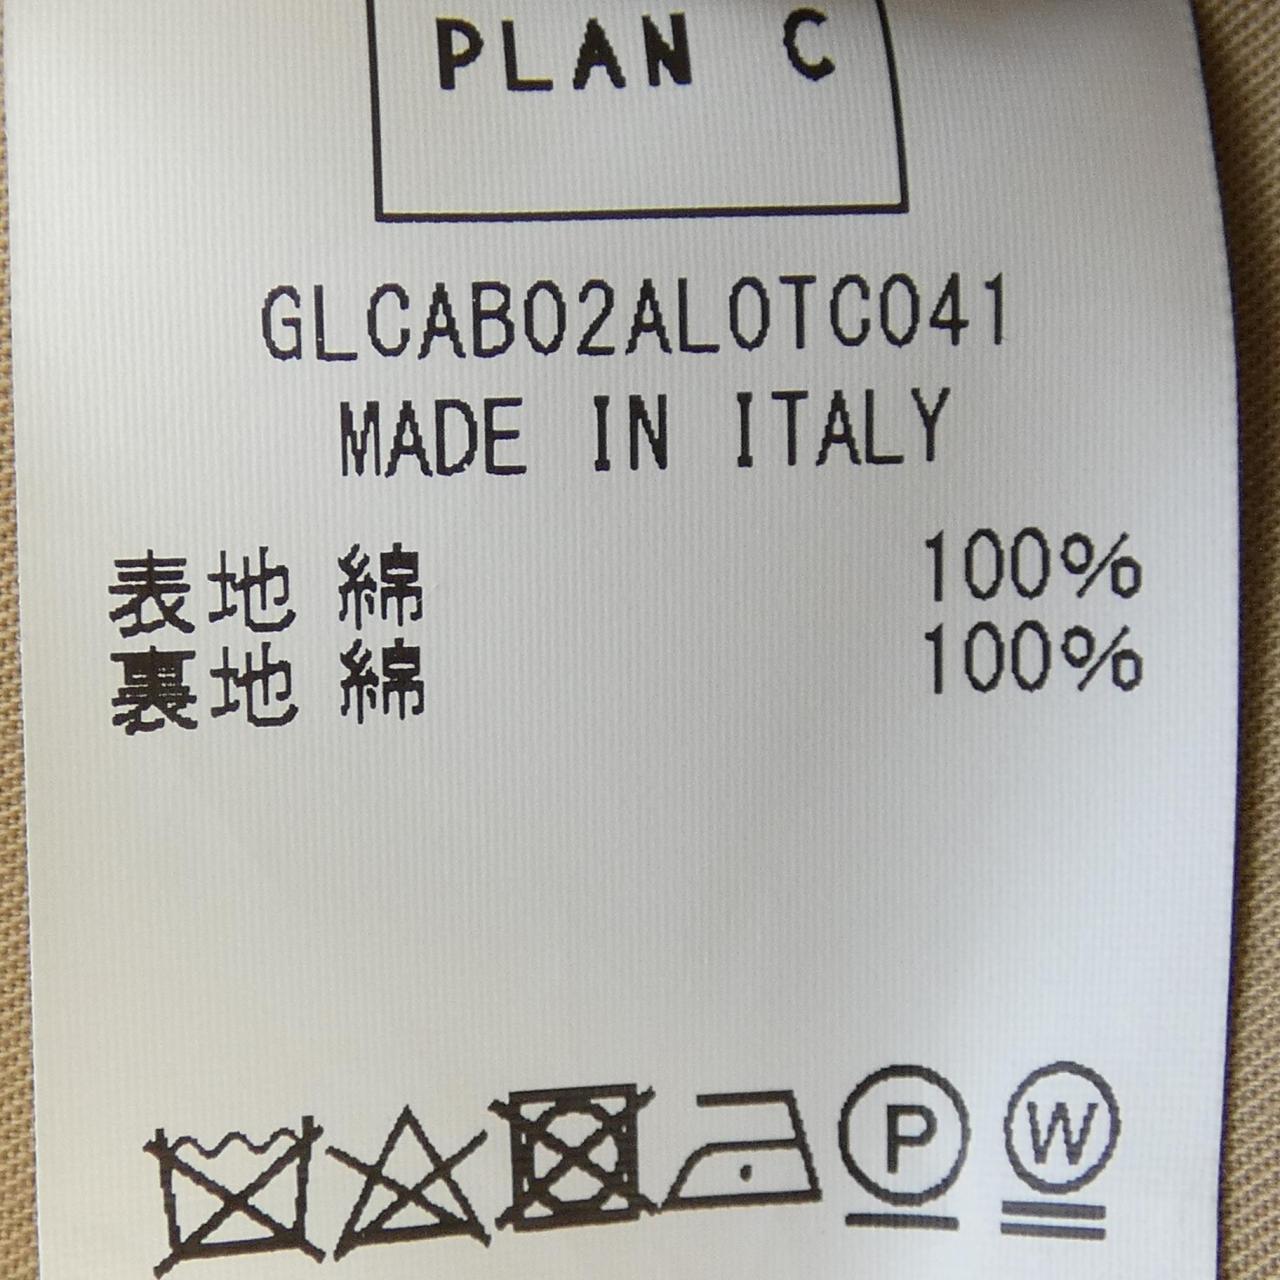 PLAN C
GLCAB02AL0TC041
MADE IN ITALY
表地 綿 100%
裏地 綿 100%
P W